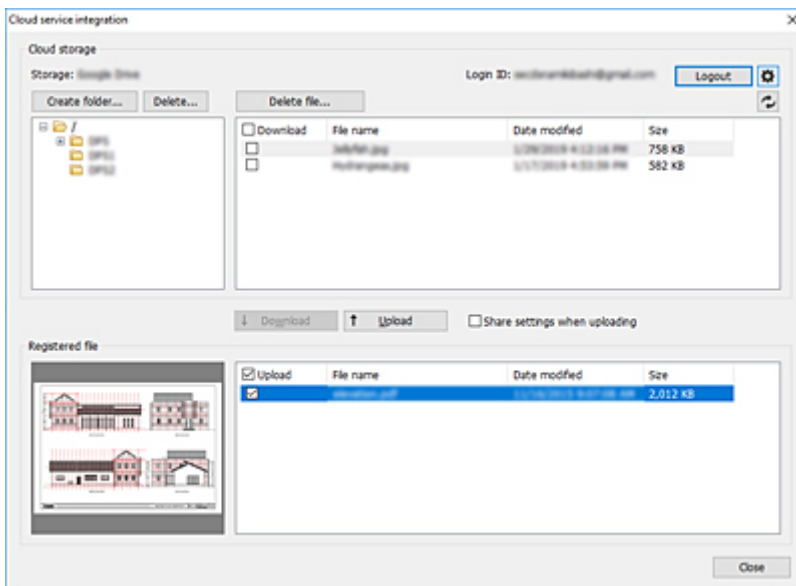 Cloud service integration
Cloud storage
Storage: Google Drive
Login ID:
Logout
Create folder...
Delete...
Delete file...
/
Download
File name
Date modified
Size
758 KB
582 KB
↓ Download
↑ Upload
Share settings when uploading
Registered file
Upload
File name
Date modified
Size
2,012 KB
Close